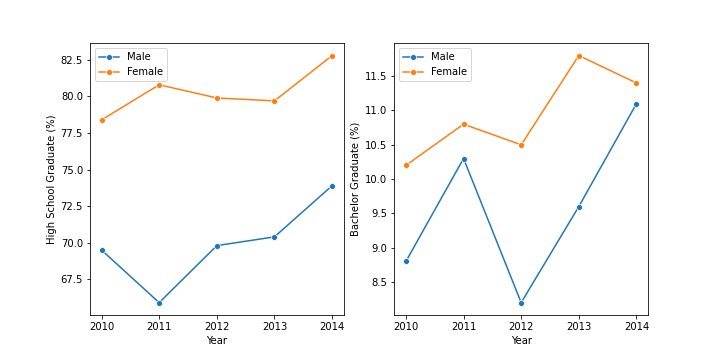 High School Graduate (%)
82.5
80.0
77.5
75.0
72.5
70.0
67.5
Male
Female
2010 2011 2012 2013 2014
Year
Bachelor Graduate (%)
11.5
11.0
10.5
10.0
9.5
9.0
8.5
Male
Female
2010 2011 2012 2013 2014
Year